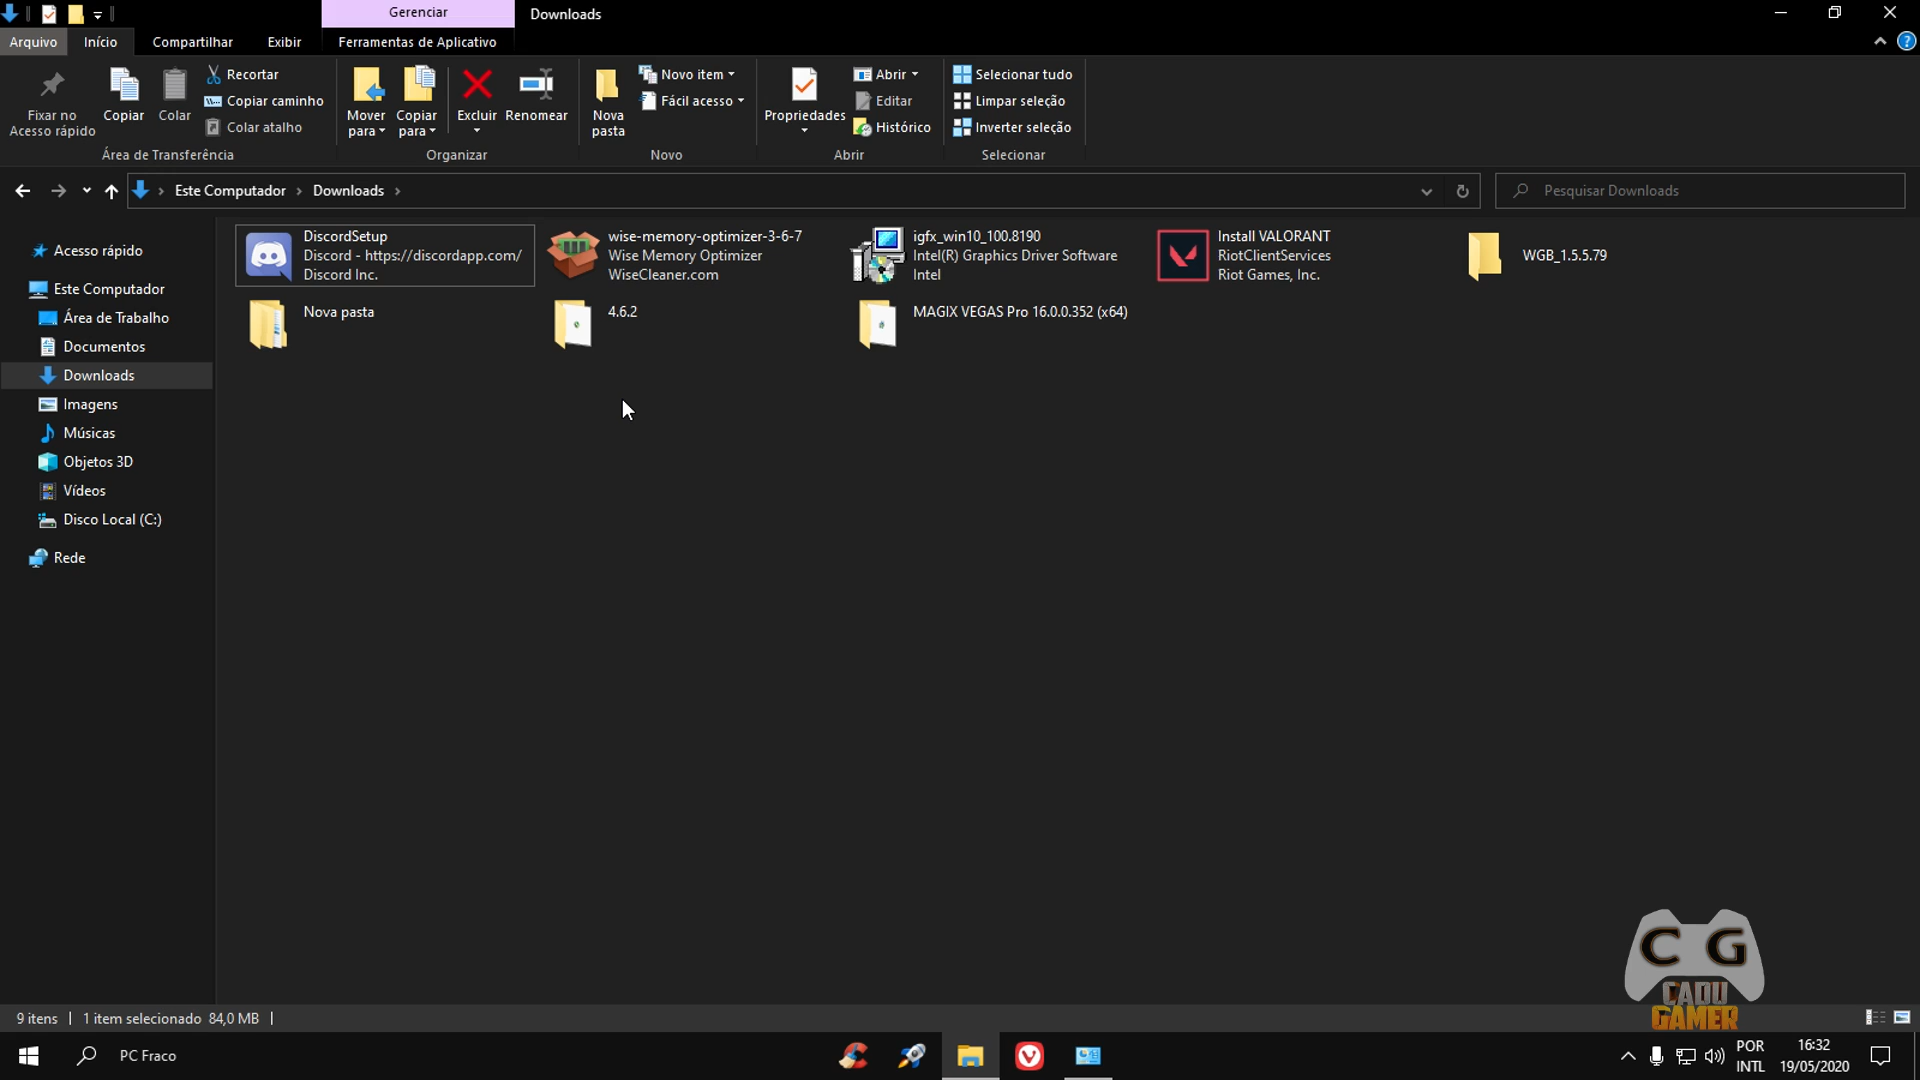 Gerenciar
Downloads
Arquivo
Início
Compartilhar
Exibir
Ferramentas de Aplicativo
Fixar no
Acesso rápido
Copiar
Colar
Recortar
Copiar caminho
Colar atalho
Área de Transferência
Mover
para
Copiar
para
Excluir
Renomear
Organizar
Nova
pasta
Novo item
Fácil acesso
Novo
Propriedades
Abrir
Editar
Histórico
Abrir
Selecionar tudo
Limpar seleção
Inverter seleção
Selecionar
Este Computador
Downloads
Pesquisar Downloads
Acesso rápido
Este Computador
Área de Trabalho
Documentos
Downloads
Imagens
Músicas
Objetos 3D
Vídeos
Disco Local (C:)
Rede
DiscordSetup
Discord - https://discordapp.com/
Discord Inc.
wise-memory-optimizer-3-6-7
Wise Memory Optimizer
WiseCleaner.com
igfx_win10_100.8190
Intel(R) Graphics Driver Software
Intel
Install VALORANT
RiotClientServices
Riot Games, Inc.
WGB_1.5.5.79
Nova pasta
4.6.2
MAGIX VEGAS Pro 16.0.0.352 (x64)
C G
CADU
GAMER
9 itens
1 item selecionado 84,0 MB
PC Fraco
POR
INTL
16:32
19/05/2020